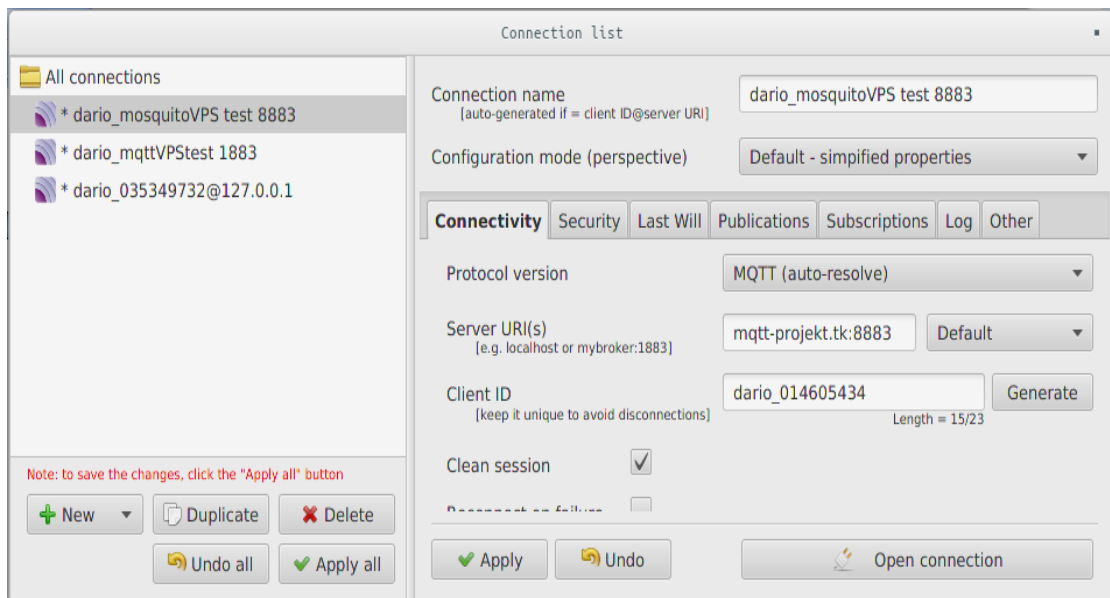 Connection list
All connections
* dario_mosquitoVPS test 8883
* dario_mqttVPStest 1883
* dario_035349732@127.0.0.1
Note: to save the changes, click the "Apply all" button
New
Duplicate
Delete
Undo all
Apply all
Connection name
dario_mosquitoVPS test 8883
[auto-generated if = client ID@server URI]
Configuration mode (perspective)
Default - simpified properties
Connectivity Security Last Will Publications Subscriptions Log Other
Protocol version
MQTT (auto-resolve)
Server URI(s)
mqtt-projekt.tk:8883
Default
[e.g. localhost or mybroker:1883]
Client ID
dario_014605434
Generate
[keep it unique to avoid disconnections]
Length = 15/23
Clean session
Reconnect on failure
Apply
Undo
Open connection